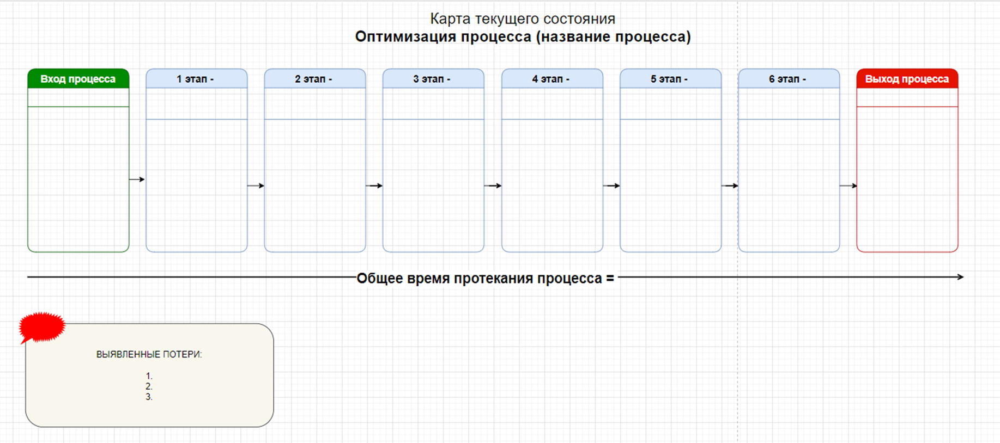 Карта текущего состояния
Оптимизация процесса (название процесса)
Вход процесса
1 этап -
2 этап -
3 этап -
4 этап -
5 этап -
6 этап -
Выход процесса
Общее время протекания процесса =
ВЫЯВЛЕННЫЕ ПОТЕРИ:
1.
2.
3.